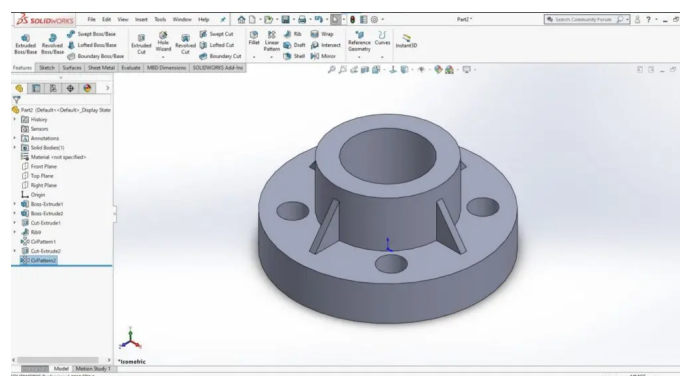 SOLIDWORKS File Edit View Insert Tools Window Help Part2 * Search Community Forum
Extruded Boss/Base
Revolved Boss/Base
Swept Boss/Base
Lofted Boss/Base
Boundary Boss/Base
Extruded Cut
Hole Wizard
Revolved Cut
Swept Cut
Lofted Cut
Boundary Cut
Fillet
Linear Pattern
Rib
Draft
Shell
Wrap
Intersect
Mirror
Reference Geometry
Curves
Instant3D
Features Sketch Surfaces Sheet Metal Evaluate MBD Dimensions SOLIDWORKS Add-Ins
Part2 (Default<<Default>_Display State
History
Sensors
Annotations
Solid Bodies(1)
Material <not specified>
Front Plane
Top Plane
Right Plane
Origin
Boss-Extrude1
Boss-Extrude2
Cut-Extrude1
CirPattern1
Cut-Extrude2
CirPattern2
*Isometric
Model Motion Study 1